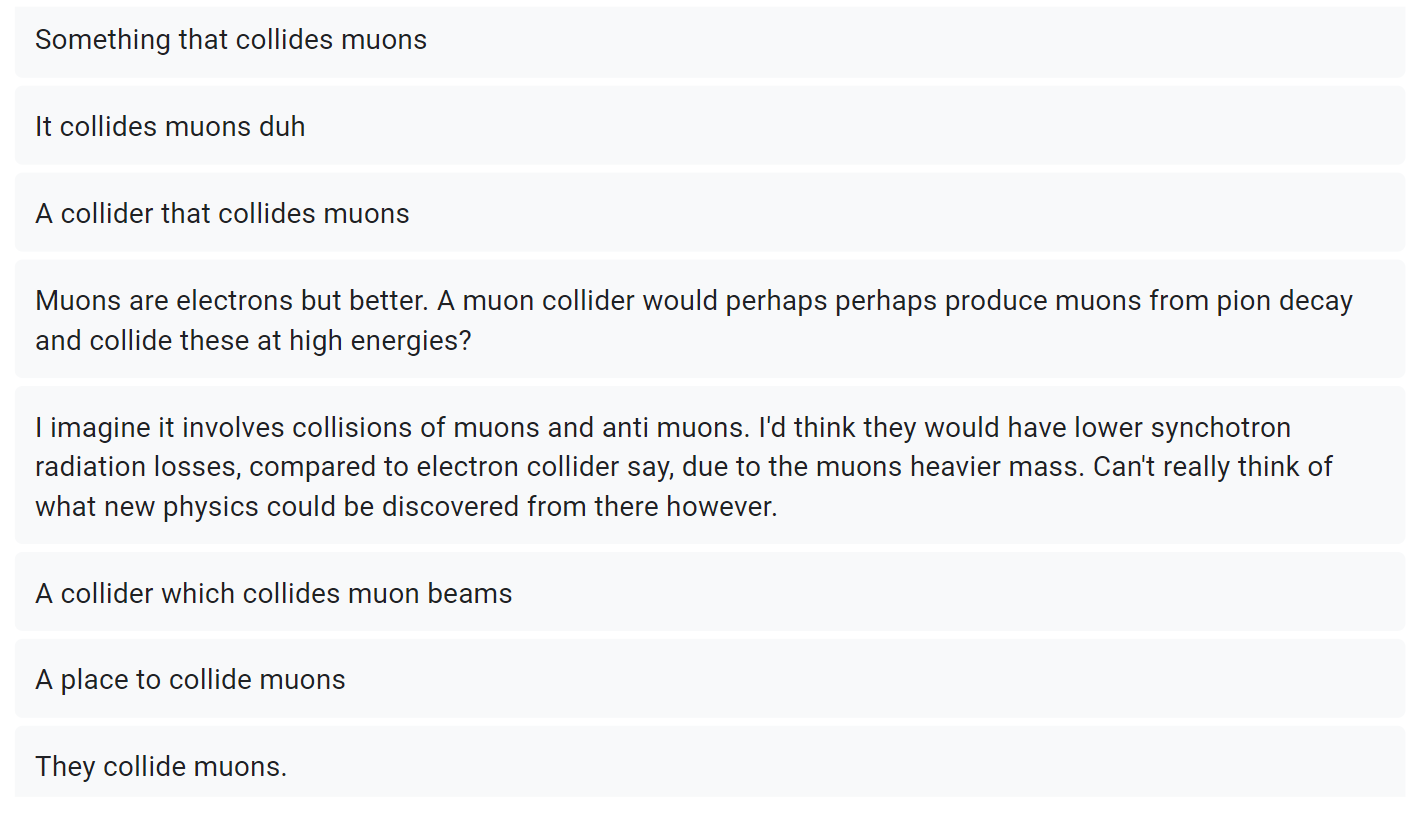 Something that collides muons
It collides muons duh
A collider that collides muons
Muons are electrons but better. A muon collider would perhaps perhaps produce muons from pion decay
and collide these at high energies?
I imagine it involves collisions of muons and anti muons. I'd think they would have lower synchotron
radiation losses, compared to electron collider say, due to the muons heavier mass. Can't really think of
what new physics could be discovered from there however.
A collider which collides muon beams
A place to collide muons
They collide muons.